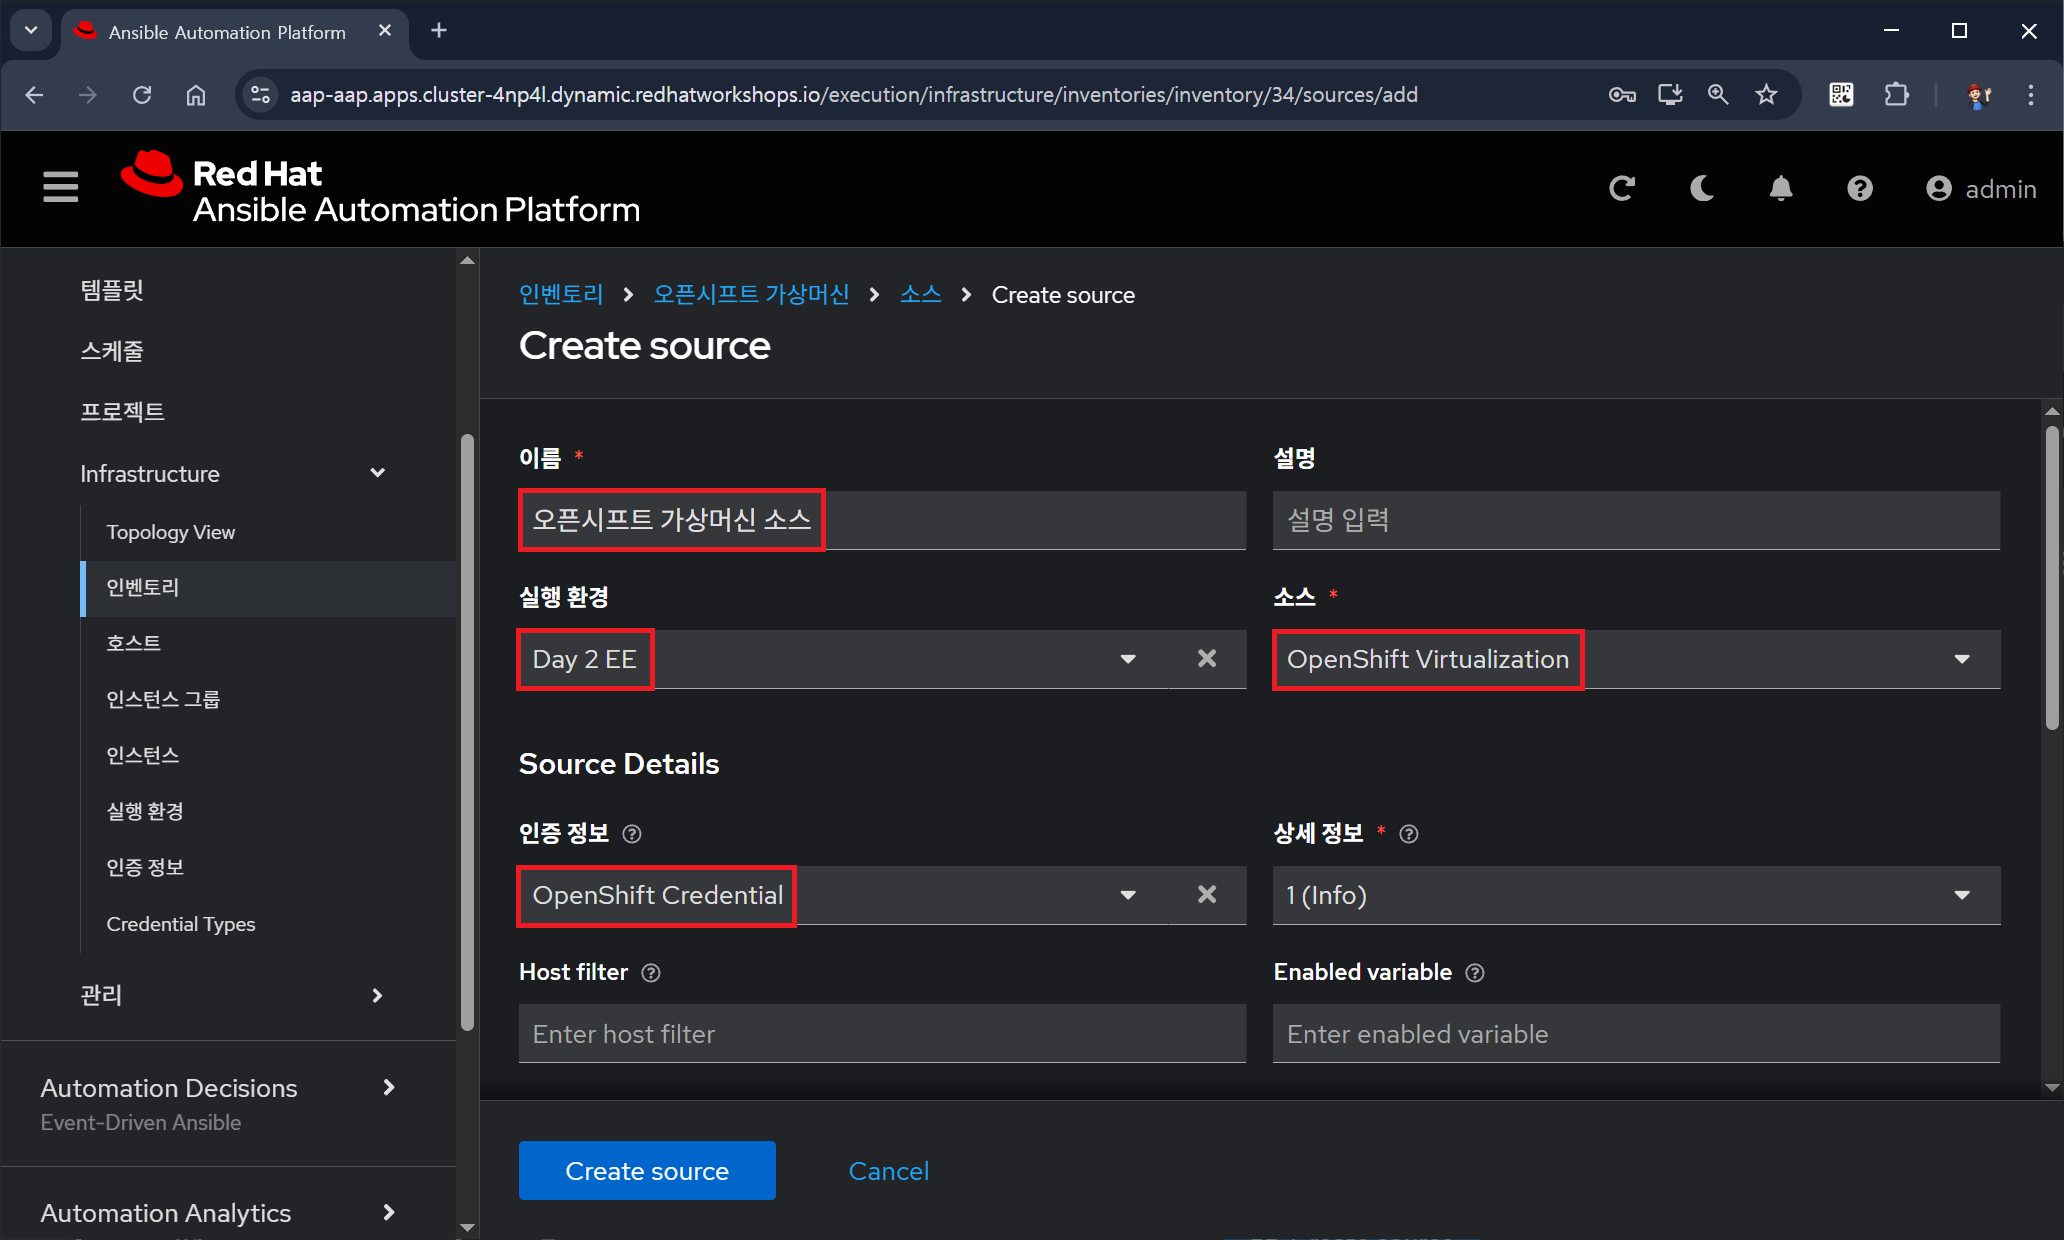 Ansible Automation Platform
aap-aap.apps.cluster-4np4l.dynamic.redhatworkshops.io/execution/infrastructure/inventories/inventory/34/sources/add
Red Hat
Ansible Automation Platform
admin
템플릿
스케줄
프로젝트
Infrastructure
Topology View
인벤토리
호스트
인스턴스 그룹
인스턴스
실행 환경
인증 정보
Credential Types
관리
Automation Decisions
Event-Driven Ansible
Automation Analytics
인벤토리 > 오픈시프트 가상머신 > 소스 > Create source
Create source
이름 *
설명
오픈시프트 가상머신 소스
설명 입력
실행 환경
소스 *
Day 2 EE
OpenShift Virtualization
Source Details
인증 정보
상세 정보 *
OpenShift Credential
1 (Info)
Host filter
Enabled variable
Enter host filter
Enter enabled variable
Create source
Cancel